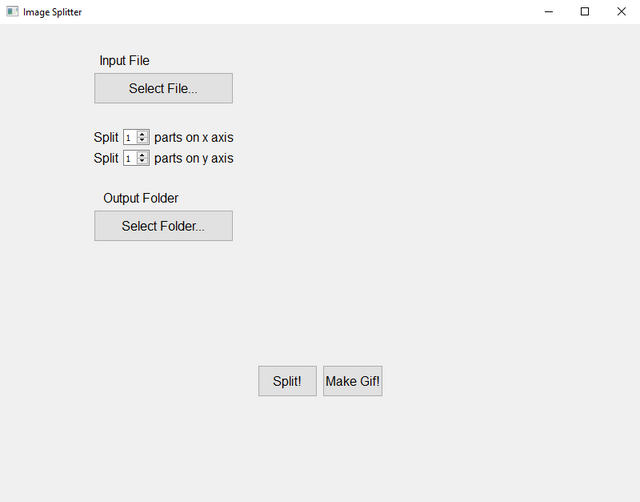 Image Splitter
Input File
Select File...
Split 1 parts on x axis
Split 1 parts on y axis
Output Folder
Select Folder...
Split! Make Gif!